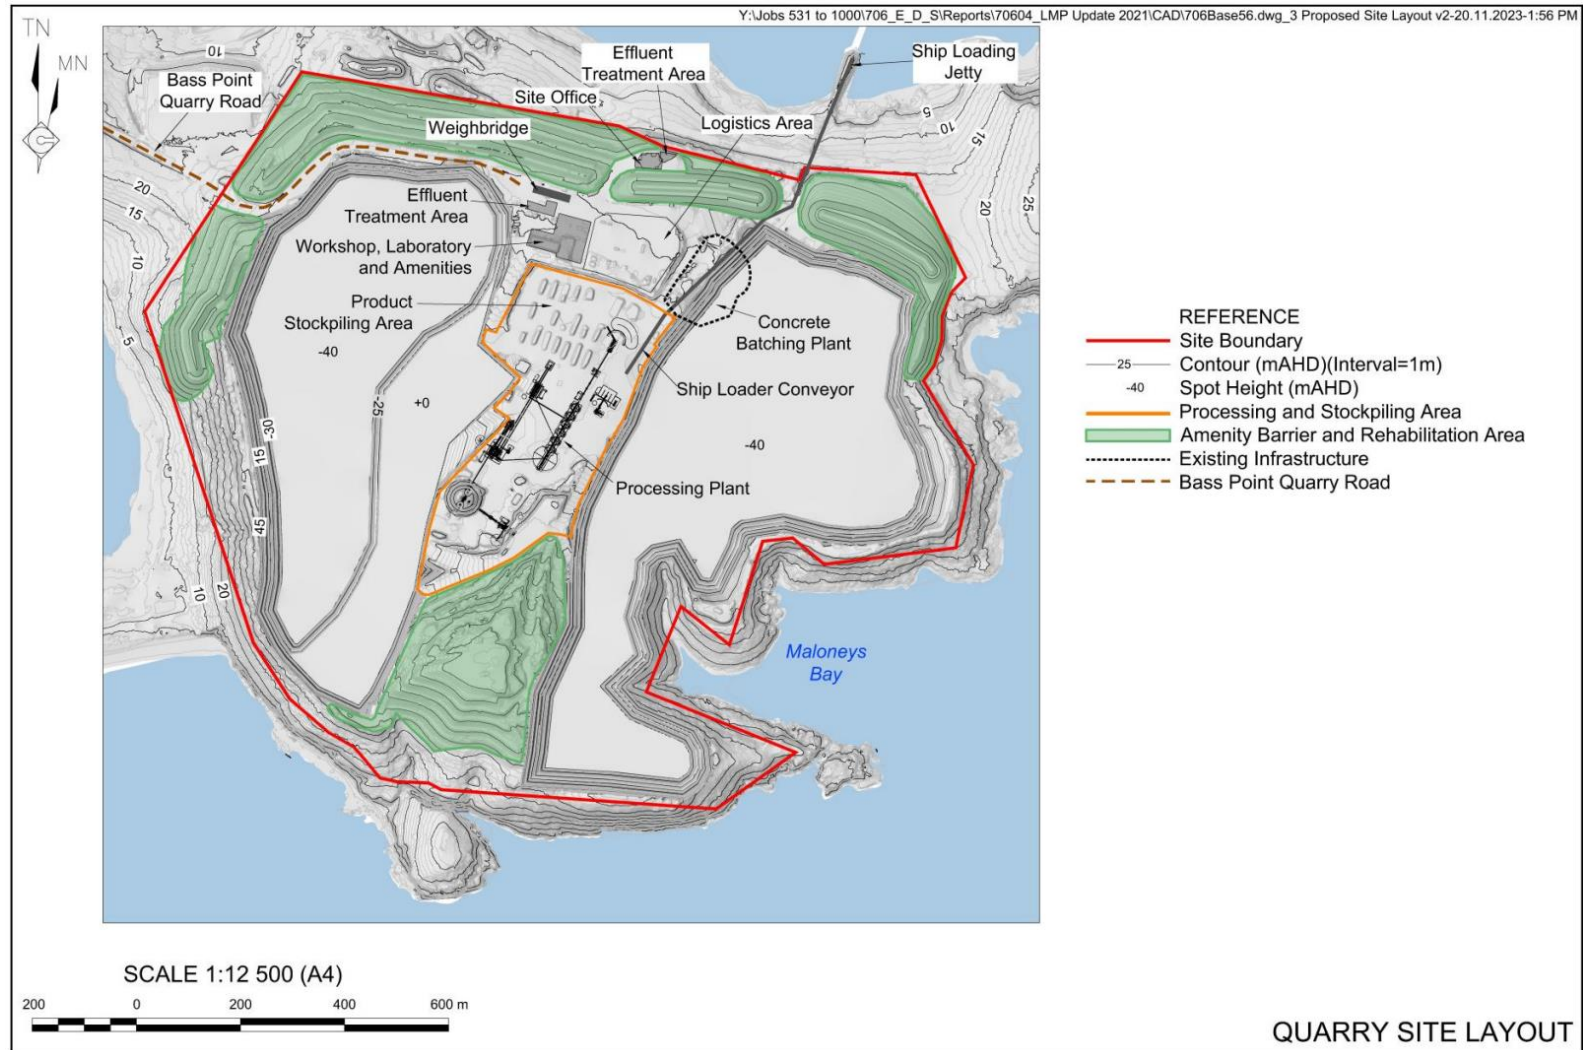 Y:\Jobs 531 to 1000\706_E_D_S\Reports\70604_LMP Update 2021\CAD\706Base56.dwg_3 Proposed Site Layout v2-20.11.2023-1:56 PM
TN
MN
10
Bass Point
Quarry Road
Effluent
Treatment Area
Site Office
Weighbridge
Logistics Area
Ship Loading
Jetty
5
10
15
20
25
20
15
10
5
Effluent
Treatment Area
Workshop, Laboratory
and Amenities
Product
Stockpiling Area
-40
+0
-25
-30
15
45
20
10
Concrete
Batching Plant
Ship Loader Conveyor
-40
Processing Plant
Maloneys
Bay
REFERENCE
Site Boundary
25 Contour (mAHD)(Interval=1m)
-40 Spot Height (mAHD)
Processing and Stockpiling Area
Amenity Barrier and Rehabilitation Area
Existing Infrastructure
Bass Point Quarry Road
SCALE 1:12 500 (A4)
200 0 200 400 600 m
QUARRY SITE LAYOUT